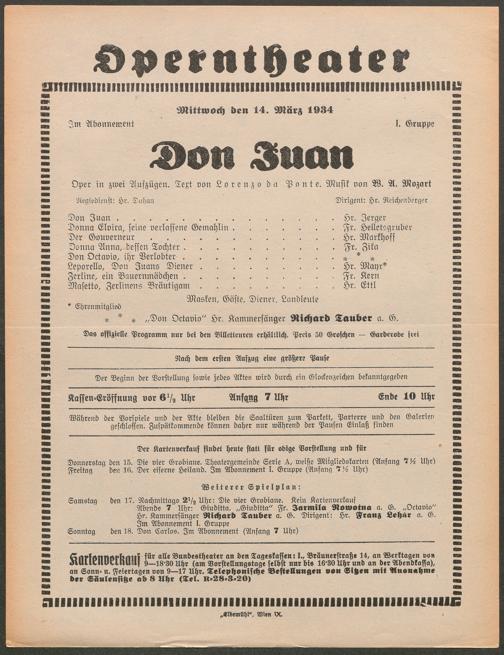 Operntheater
Mittwoch den 14. März 1934
Im Abonnement I. Gruppe
Don Juan
Oper in zwei Aufzügen. Text von Lorenzo da Ponte. Musik von W. A. Mozart
Regiedienst: Hr. Duhan Dirigent: Hr. Reichenberger
Don Juan . . . . . . . . . . . . Hr. Jerger
Donna Elvira, seine verlassene Gemahlin . . . . . . . . Fr. Helletsgruber
Der Gouverneur . . . . . . . . . . . . Hr. Markhoff
Donna Anna, dessen Tochter . . . . . . . . . . Fr. Zika
Don Octavio, ihr Verlobter . . . . . . . . . . * * *
Leporello, Don Juans Diener . . . . . . . . . . Hr. Mayr*
Zerline, ein Bauernmädchen . . . . . . . . . . Fr. Kern
Masetto, Zerlinens Bräutigam . . . . . . . . . . Hr. Ettl
Masken, Gäste, Diener, Landleute
* Ehrenmitglied
* * * „Don Octavio" Hr. Kammersänger Richard Tauber a. G.
Das offizielle Programm nur bei den Billetteuren erhältlich. Preis 50 Groschen — Garderobe frei
Nach dem ersten Aufzug eine größere Pause
Der Beginn der Vorstellung sowie jedes Aktes wird durch ein Glockenzeichen bekanntgegeben
Kassen-Eröffnung vor 6½ Uhr Anfang 7 Uhr Ende 10 Uhr
Während der Vorspiele und der Akte bleiben die Saaltüren zum Parkett, Parterre und den Galerien
geschlossen. Zuspätkommende können daher nur während der Pausen Einlaß finden
Der Kartenverkauf findet heute statt für obige Vorstellung und für
Donnerstag den 15. Die vier Grobiane. Theatergemeinde Serie A, weiße Mitgliedskarten (Anfang 7½ Uhr)
Freitag den 16. Der eiserne Heiland. Im Abonnement I. Gruppe (Anfang 7½ Uhr)
Weiterer Spielplan:
Samstag den 17. Nachmittags 2½ Uhr: Die vier Grobiane. Kein Kartenverkauf
Abends 7 Uhr: Giuditta. „Giuditta" Fr. Jarmila Novotna a. G. „Octavio"
Hr. Kammersänger Richard Tauber a. G. Dirigent: Hr. Franz Lehár a. G.
Im Abonnement I. Gruppe
Sonntag den 18. Don Carlos. Im Abonnement (Anfang 7 Uhr)
Kartenverkauf für alle Bundestheater an den Tageskassen: I., Bräunerstraße 14, an Werktagen von
9—18·30 Uhr (am Vorstellungstage selbst nur bis 16·30 Uhr und an der Abendkassa),
an Sonn- u. Feiertagen von 9—17 Uhr. Telephonische Bestellungen von Sitzen mit Ausnahme
der Säulensitze ab 8 Uhr (Tel. R-28-3-20)
„Elbemühl", Wien IX.